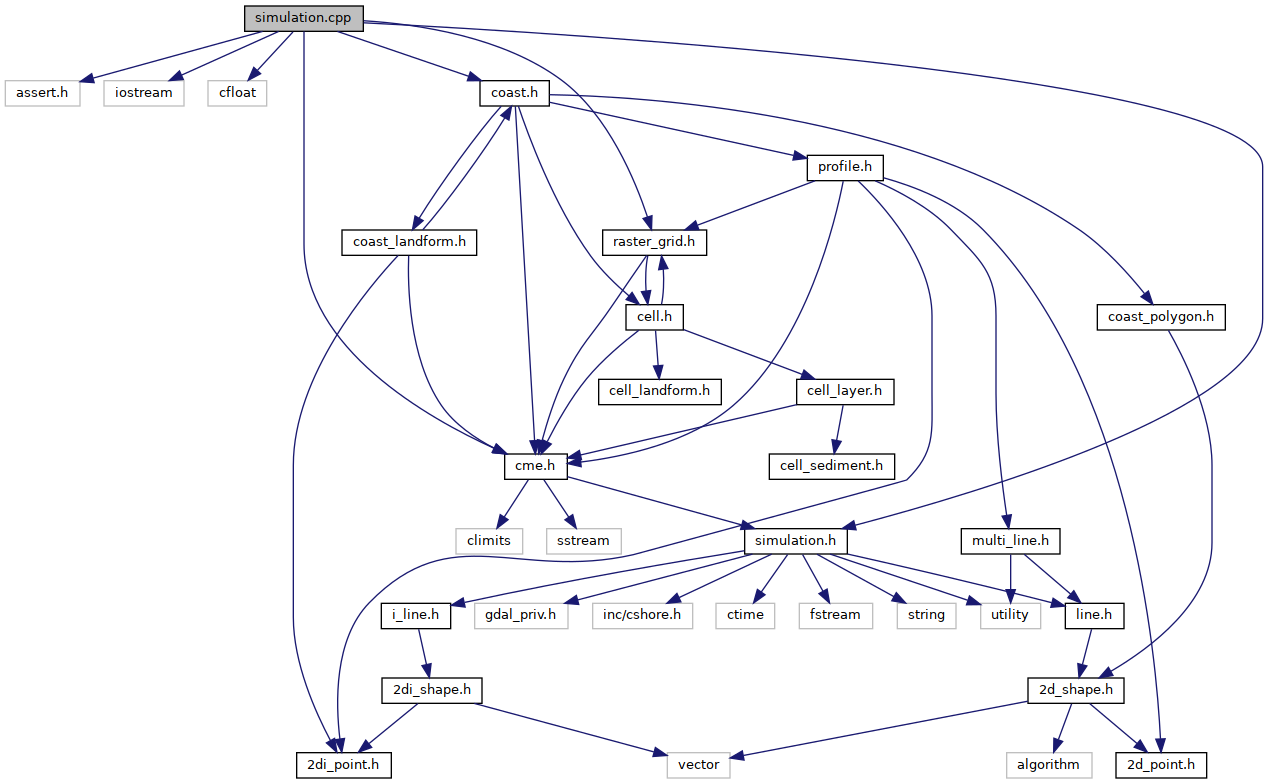 simulation.cpp
assert.h
iostream
cfloat
coast.h
profile.h
coast_landform.h
raster_grid.h
cell.h
coast_polygon.h
cell_landform.h
cell_layer.h
cme.h
cell_sediment.h
climits
sstream
simulation.h
multi_line.h
i_line.h
gdal_priv.h
inc/cshore.h
ctime
fstream
string
utility
line.h
2di_shape.h
2d_shape.h
2di_point.h
vector
algorithm
2d_point.h